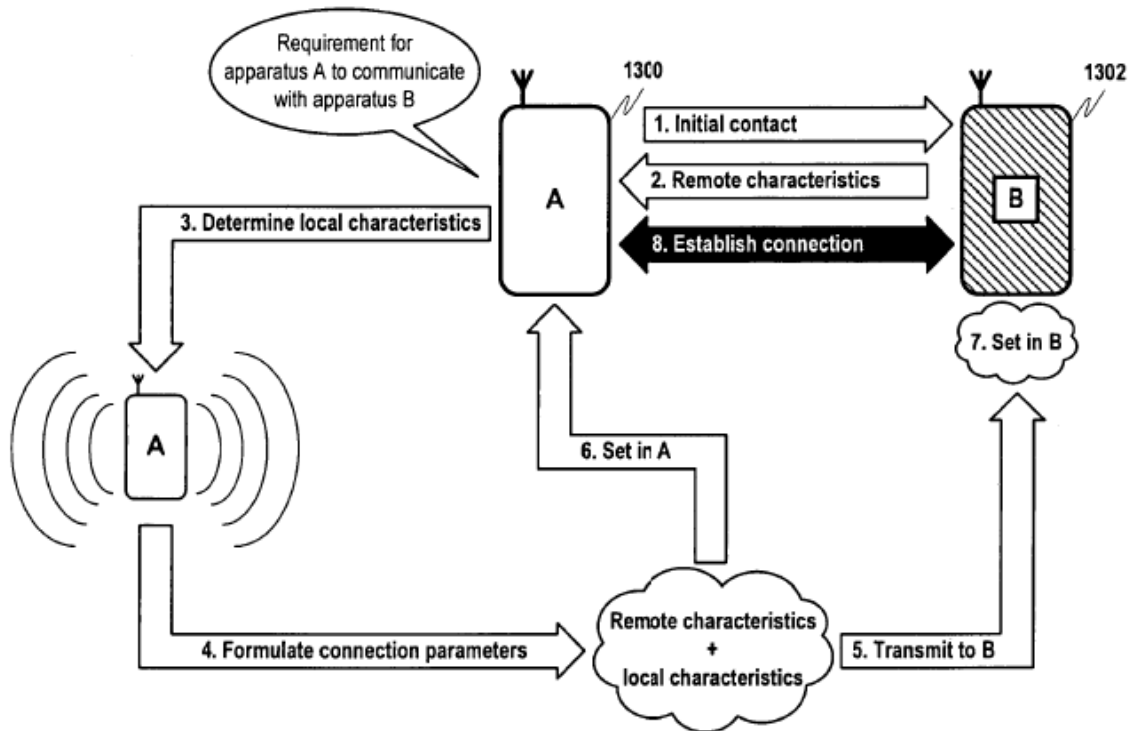 Requirement for
apparatus A to communicate
with apparatus B
1300
1302
1. Initial contact
2. Remote characteristics
A
B
3. Determine local characteristics
8. Establish connection
7. Set in B
A
6. Set in A
Remote characteristics
+
local characteristics
4. Formulate connection parameters
5. Transmit to B